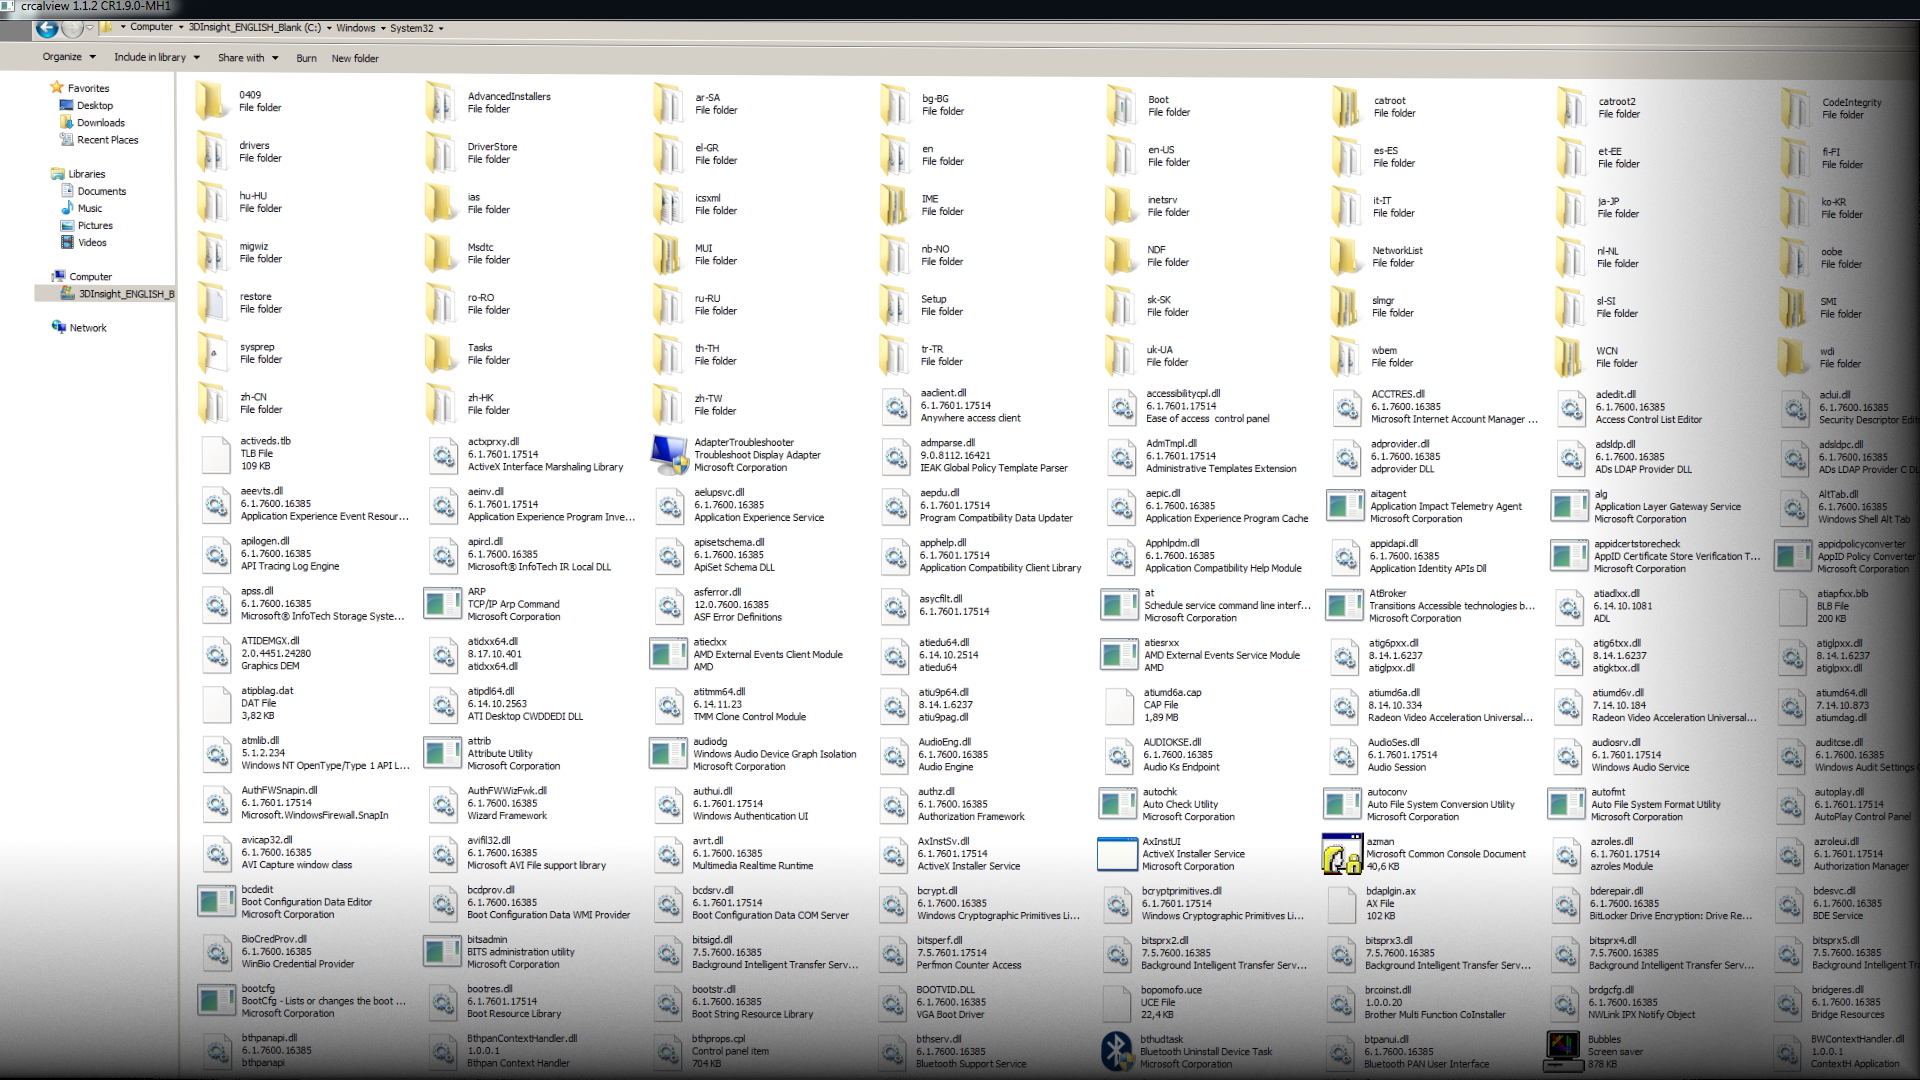 crcalview 1.1.2 CR1.9.0-MH1
Computer 3DInsight_ENGLISH_Blank (C:) Windows System32
Organize Include in library Share with Burn New folder
Favorites
Desktop
Downloads
Recent Places
Libraries
Documents
Music
Pictures
Videos
Computer
3DInsight_ENGLISH_B
Network
0409 AdvancedInstallers ar-SA bg-BG Boot catroot catroot2 CodeIntegrity
File folder File folder File folder File folder File folder File folder File folder File folder
drivers DriverStore el-GR en en-US es-ES et-EE fi-FI
File folder File folder File folder File folder File folder File folder File folder File folder
hu-HU ias icsxml IME inetsrv it-IT ja-JP ko-KR
File folder File folder File folder File folder File folder File folder File folder File folder
migwiz Msdtc MUI nb-NO NDF NetworkList nl-NL oobe
File folder File folder File folder File folder File folder File folder File folder File folder
restore ro-RO ru-RU Setup sk-SK slmgr sl-SI SMI
File folder File folder File folder File folder File folder File folder File folder File folder
sysprep Tasks th-TH tr-TR uk-UA wbem WCN wdi
File folder File folder File folder File folder File folder File folder File folder File folder
zh-CN zh-HK zh-TW aaclient.dll accessibilitycpl.dll ACCTRES.dll adedit.dll adui.dll
File folder File folder File folder 6.1.7601.17514 6.1.7601.17514 6.1.7600.16385 6.1.7600.16385 6.1.7600.16385
Anywhere access client Ease of access control panel Microsoft Internet Account Manager ... Access Control List Editor Security Descriptor Edit
activeds.tlb actxprxy.dll AdapterTroubleshooter admparse.dll AdmTmpl.dll adprovider.dll adsldp.dll adsldpc.dll
TLB File 6.1.7601.17514 Troubleshoot Display Adapter 9.0.8112.16421 6.1.7601.17514 6.1.7600.16385 6.1.7601.17514 6.1.7600.16385
109 KB ActiveX Interface Marshaling Library Microsoft Corporation IEAK Global Policy Template Parser Administrative Templates Extension adprovider DLL ADs LDAP Provider DLL ADs LDAP Provider C DL
aeevts.dll aeinv.dll aelupsvc.dll aepdu.dll aepic.dll aitagent alg AltTab.dll
6.1.7600.16385 6.1.7601.17514 6.1.7600.16385 6.1.7601.17514 6.1.7600.16385 Application Impact Telemetry Agent Application Layer Gateway Service 6.1.7600.16385
Application Experience Event Resour... Application Experience Program Inve... Application Experience Service Program Compatibility Data Updater Application Experience Program Cache Microsoft Corporation Microsoft Corporation Windows Shell Alt Tab
apilogen.dll apircl.dll apisetschema.dll apphelp.dll Apphlpdm.dll appidapi.dll appidcertstorecheck appidpolicyconverter
6.1.7600.16385 6.1.7600.16385 6.1.7600.16385 6.1.7601.17514 6.1.7600.16385 6.1.7600.16385 AppID Certificate Store Verification T... AppID Policy Converter
API Tracing Log Engine Microsoft® InfoTech IR Local DLL ApiSet Schema DLL Application Compatibility Client Library Application Compatibility Help Module Application Identity APIs Dll Microsoft Corporation Microsoft Corporation
apss.dll ARP asferror.dll asycfilt.dll at AtBroker atiadlxx.dll atiapfxx.blb
6.1.7600.16385 TCP/IP Arp Command 12.0.7600.16385 6.1.7601.17514 Schedule service command line interf... Transitions Accessible technologies b... 6.14.10.1081 BLB File
Microsoft® InfoTech Storage Syste... Microsoft Corporation ASF Error Definitions Microsoft Corporation Microsoft Corporation ADL 200 KB
ATIDEMGX.dll atidxx64.dll atieclxx atiedu64.dll atiesrxx atig6pxx.dll atig6txx.dll atiglpxx.dll
2.0.4451.24280 8.17.10.401 AMD External Events Client Module 6.14.10.2514 AMD External Events Service Module 8.14.1.6237 8.14.1.6237 8.14.1.6237
Graphics DEM atidxx64.dll AMD atiedu64 AMD atiglpxx.dll atigktxx.dll atiglpxx.dll
atipblag.dat atipdl64.dll atitmm64.dll atiu9p64.dll atiumd6a.cap atiumd6a.dll atiumd6v.dll atiumd64.dll
DAT File 6.14.10.2563 6.14.11.23 8.14.1.6237 CAP File 8.14.10.334 7.14.10.184 7.14.10.873
3,82 KB ATI Desktop CWDDEDI DLL TMM Clone Control Module atiu9pag.dll 1,89 MB Radeon Video Acceleration Universal... Radeon Video Acceleration Universal... atiumdag.dll
atmlib.dll attrib audiodg AudioEng.dll AUDIOKSE.dll AudioSes.dll audiosrv.dll auditcse.dll
5.1.2.234 Attribute Utility Windows Audio Device Graph Isolation 6.1.7600.16385 6.1.7600.16385 6.1.7601.17514 6.1.7601.17514 6.1.7600.16385
Windows NT OpenType/Type 1 API L... Microsoft Corporation Microsoft Corporation Audio Engine Audio Ks Endpoint Audio Session Windows Audio Service Windows Audit Settings
AuthFWSnapin.dll AuthFWWizFwk.dll authui.dll authz.dll autochk autoconv autofmt autoplay.dll
6.1.7601.17514 6.1.7600.16385 6.1.7601.17514 6.1.7600.16385 Auto Check Utility Auto File System Conversion Utility Auto File System Format Utility 6.1.7601.17514
Microsoft.WindowsFirewall.SnapIn Wizard Framework Windows Authentication UI Authorization Framework Microsoft Corporation Microsoft Corporation Microsoft Corporation AutoPlay Control Panel
avicap32.dll avifil32.dll avrt.dll AxInstSv.dll AxInstUI azman azroles.dll azroleui.dll
6.1.7600.16385 6.1.7600.16385 6.1.7600.16385 6.1.7601.17514 ActiveX Installer Service Microsoft Common Console Document 6.1.7601.17514 6.1.7601.17514
AVI Capture window class Microsoft AVI File support library Multimedia Realtime Runtime ActiveX Installer Service Microsoft Corporation 40,6 KB azroles Module Authorization Manager
bcdedit bcdprov.dll bcdsrv.dll bcrypt.dll bcryptprimitives.dll bdaplgin.ax bderepair.dll bdesvc.dll
Boot Configuration Data Editor 6.1.7600.16385 6.1.7601.17514 6.1.7600.16385 6.1.7601.17514 AX File 6.1.7600.16385 6.1.7600.16385
Microsoft Corporation Boot Configuration Data WMI Provider Boot Configuration Data COM Server Windows Cryptographic Primitives Li... Windows Cryptographic Primitives Li... 102 KB BitLocker Drive Encryption: Drive Re... BDE Service
BioCredProv.dll bitsadmin bitsigd.dll bitsperf.dll bitsprx2.dll bitsprx3.dll bitsprx4.dll bitsprx5.dll
6.1.7600.16385 BITS administration utility 7.5.7600.16385 7.5.7601.17514 7.5.7600.16385 7.5.7600.16385 7.5.7600.16385 7.5.7600.16385
WinBio Credential Provider Microsoft Corporation Background Intelligent Transfer Serv... Perfmon Counter Access Background Intelligent Transfer Serv... Background Intelligent Transfer Serv... Background Intelligent Transfer Serv... Background Intelligent Tr
bootcfg bootres.dll bootstr.dll BOOTVID.DLL bopomofo.uce brcoinst.dll brdgcfg.dll bridgeres.dll
BootCfg - Lists or changes the boot ... 6.1.7601.17514 6.1.7600.16385 6.1.7600.16385 UCE File 1.0.0.20 6.1.7600.16385 6.1.7600.16385
Microsoft Corporation Boot Resource Library Boot String Resource Library VGA Boot Driver 22,4 KB Brother Multi Function CoInstaller NWLink IPX Notify Object Bridge Resources
bthpanapi.dll BthpanContextHandler.dll bthprops.cpl bthserv.dll bthudtask btpanui.dll Bubbles BWContextHandler.dll
6.1.7600.16385 1.0.0.1 Control panel item 6.1.7600.16385 Bluetooth Uninstall Device Task 6.1.7600.16385 Screen saver 1.0.0.1
bthpanapi Bthpan Context Handler 704 KB Bluetooth Support Service Microsoft Corporation Bluetooth PAN User Interface 878 KB ContextH Application